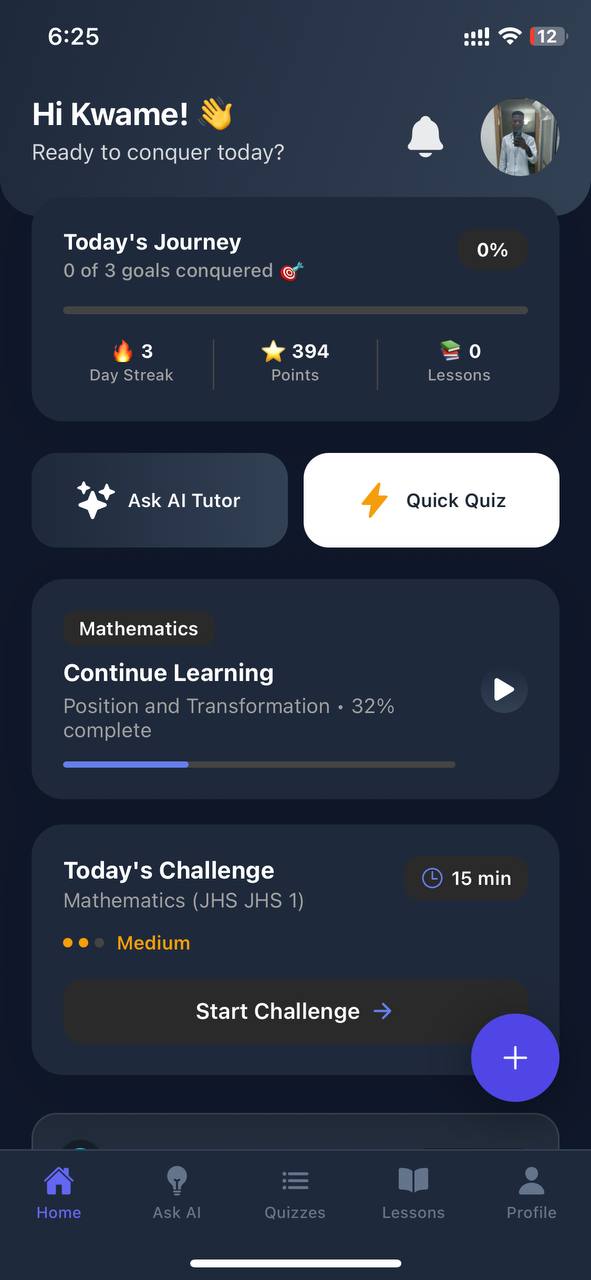 6:25
12
Hi Kwame! 👋
Ready to conquer today?
Today's Journey
0%
0 of 3 goals conquered 🎯
🔥 3
⭐ 394
📚 0
Day Streak
Points
Lessons
Ask AI Tutor
Quick Quiz
Mathematics
Continue Learning
Position and Transformation • 32%
complete
Today's Challenge
15 min
Mathematics (JHS JHS 1)
Medium
Start Challenge →
Home
Ask AI
Quizzes
Lessons
Profile